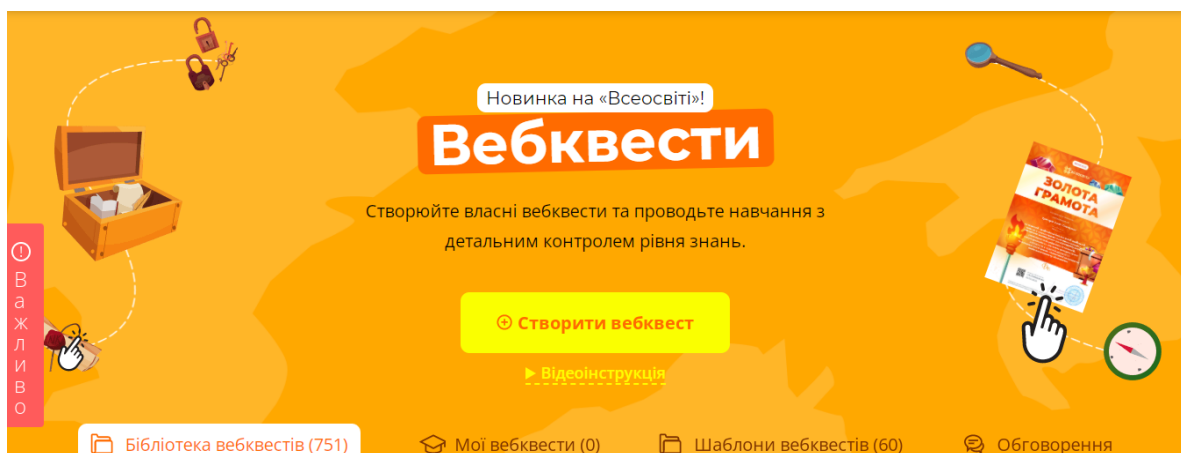 Новинка на «Всеосвіті»!
Вебквести
Створюйте власні вебквести та проводьте навчання з
детальним контролем рівня знань.
Створити вебквест
Відеоінструкція
Важливо
ЗОЛОТА
ГРАМОТА
Бібліотека вебквестів (751)
Мої вебквести (0)
Шаблони вебквестів (60)
Обговорення